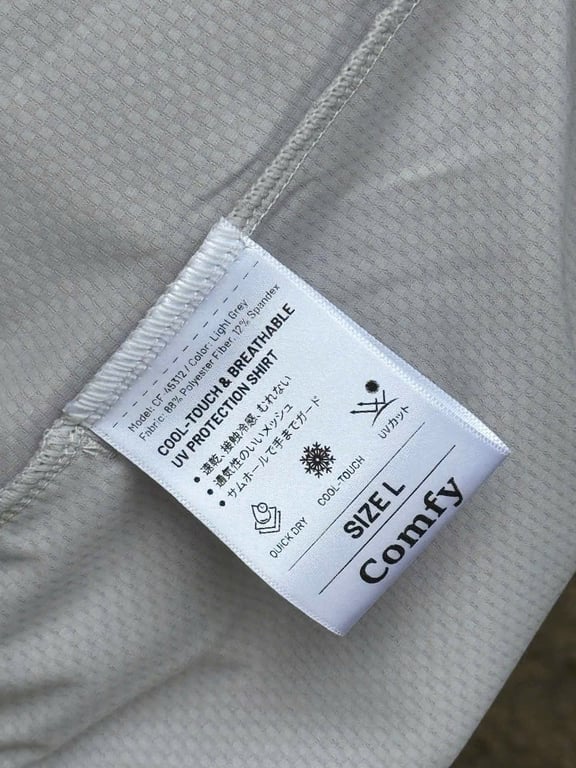 Model: CF 45312 / Color: Light Grey
Fabric: 88% Polyester Fiber, 12% Spandex
COOL-TOUCH & BREATHABLE
UV PROTECTION SHIRT
• 速乾、接触冷感、むれない
• 通気性のいいメッシュ
• サムホールで手までガード
QUICK DRY
COOL-TOUCH
UVカット
SIZE L
Comfy